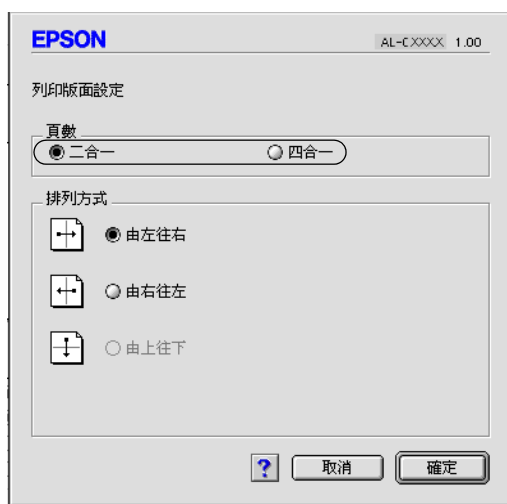 EPSON AL-CXXXX 1.00
列印版面設定
頁數
二合一 四合一
排列方式
由左往右
由右往左
由上往下
? 取消 確定